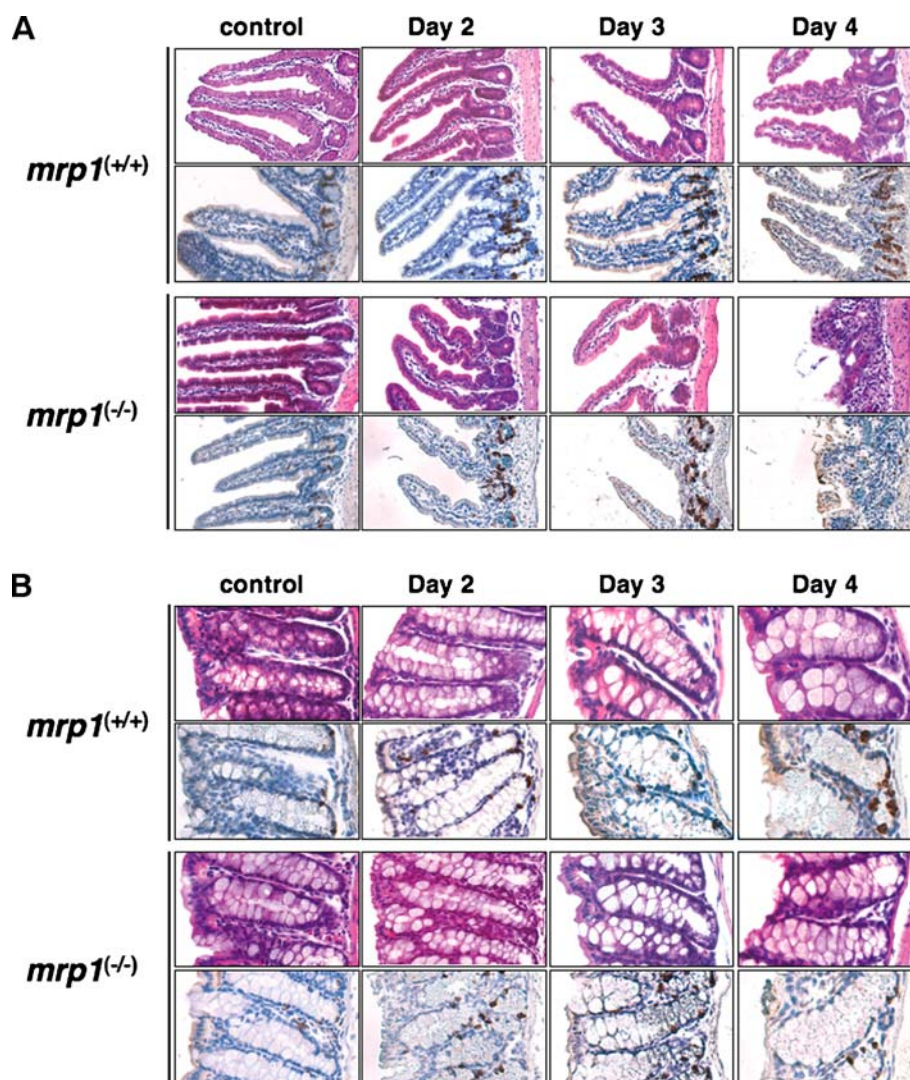 A
control Day 2 Day 3 Day 4
mrp1(+/+)
mrp1(-/-)
B
control Day 2 Day 3 Day 4
mrp1(+/+)
mrp1(-/-)